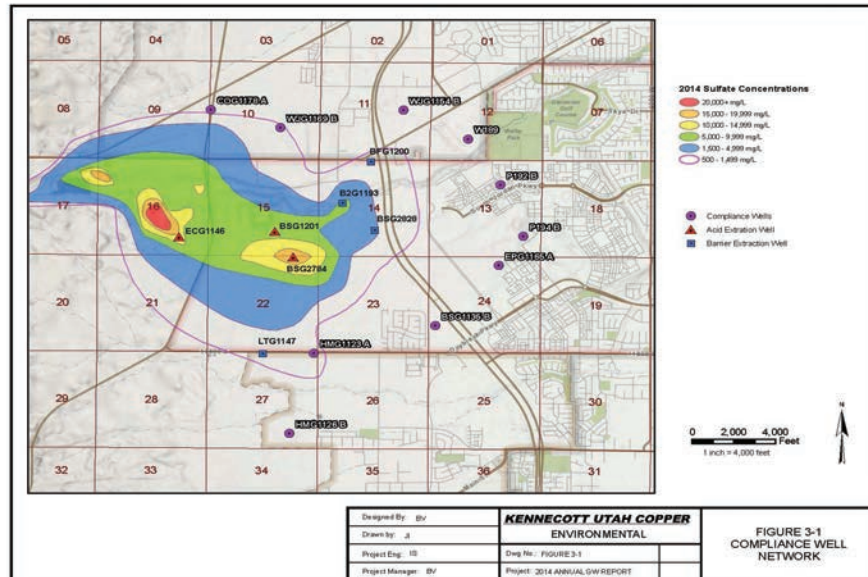 05 04 03 02 01 06
08 09 10 11 12 07
COG1178 A
WJG1154 B
W189
BFG1200
P192 B
17 16 15 14 13 18
B2G1193
BSG1201
BSG2828
ECG1146
P194 B
BSG2784
EPG1165 A
20 21 22 23 24 19
BSG1135 B
LTG1147
HMG1123 A
29 28 27 26 25 30
HMG1126 B
32 33 34 35 36 31
2014 Sulfate Concentrations
20,000+ mg/L
15,000 - 19,999 mg/L
10,000 - 14,999 mg/L
5,000 - 9,999 mg/L
1,500 - 4,999 mg/L
500 - 1,499 mg/L
Compliance Wells
Acid Extration Well
Barrier Extraction Well
N
0 2,000 4,000
Feet
1 inch = 4,000 feet
Designed By: BV
Drawn by: JI
Project Eng: IS
Project Manager: BV
KENNECOTT UTAH COPPER
ENVIRONMENTAL
Dwg No.: FIGURE 3-1
Project: 2014 ANNUAL GW REPORT
FIGURE 3-1
COMPLIANCE WELL
NETWORK